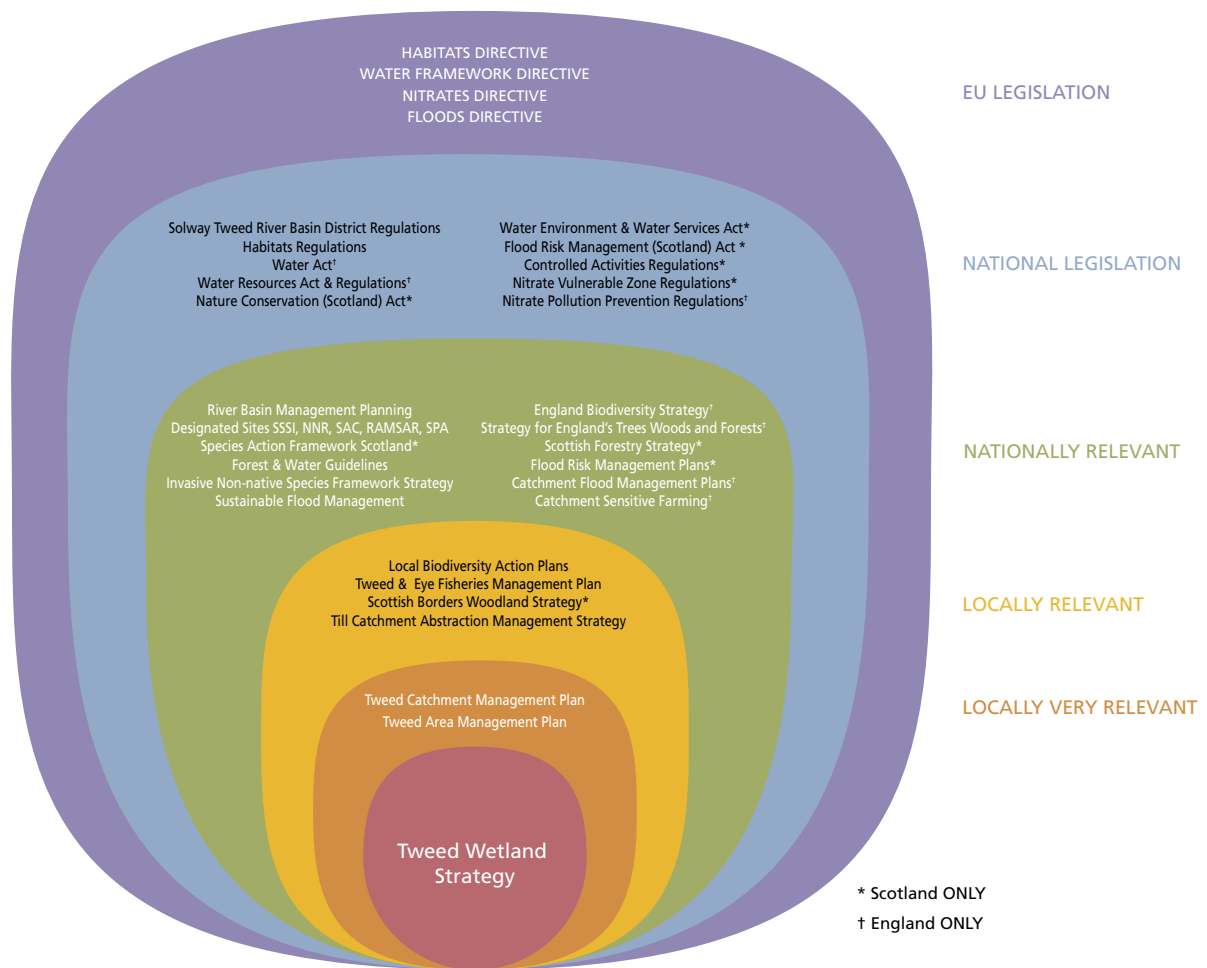 HABITATS DIRECTIVE
WATER FRAMEWORK DIRECTIVE
NITRATES DIRECTIVE
FLOODS DIRECTIVE
EU LEGISLATION
Solway Tweed River Basin District Regulations
Habitats Regulations
Water Act†
Water Resources Act & Regulations†
Nature Conservation (Scotland) Act*
Water Environment & Water Services Act*
Flood Risk Management (Scotland) Act *
Controlled Activities Regulations*
Nitrate Vulnerable Zone Regulations*
Nitrate Pollution Prevention Regulations†
NATIONAL LEGISLATION
River Basin Management Planning
Designated Sites SSSI, NNR, SAC, RAMSAR, SPA
Species Action Framework Scotland*
Forest & Water Guidelines
Invasive Non-native Species Framework Strategy
Sustainable Flood Management
England Biodiversity Strategy†
Strategy for England's Trees Woods and Forests†
Scottish Forestry Strategy*
Flood Risk Management Plans*
Catchment Flood Management Plans†
Catchment Sensitive Farming†
NATIONALLY RELEVANT
Local Biodiversity Action Plans
Tweed & Eye Fisheries Management Plan
Scottish Borders Woodland Strategy*
Till Catchment Abstraction Management Strategy
LOCALLY RELEVANT
Tweed Catchment Management Plan
Tweed Area Management Plan
LOCALLY VERY RELEVANT
Tweed Wetland
Strategy
* Scotland ONLY
† England ONLY